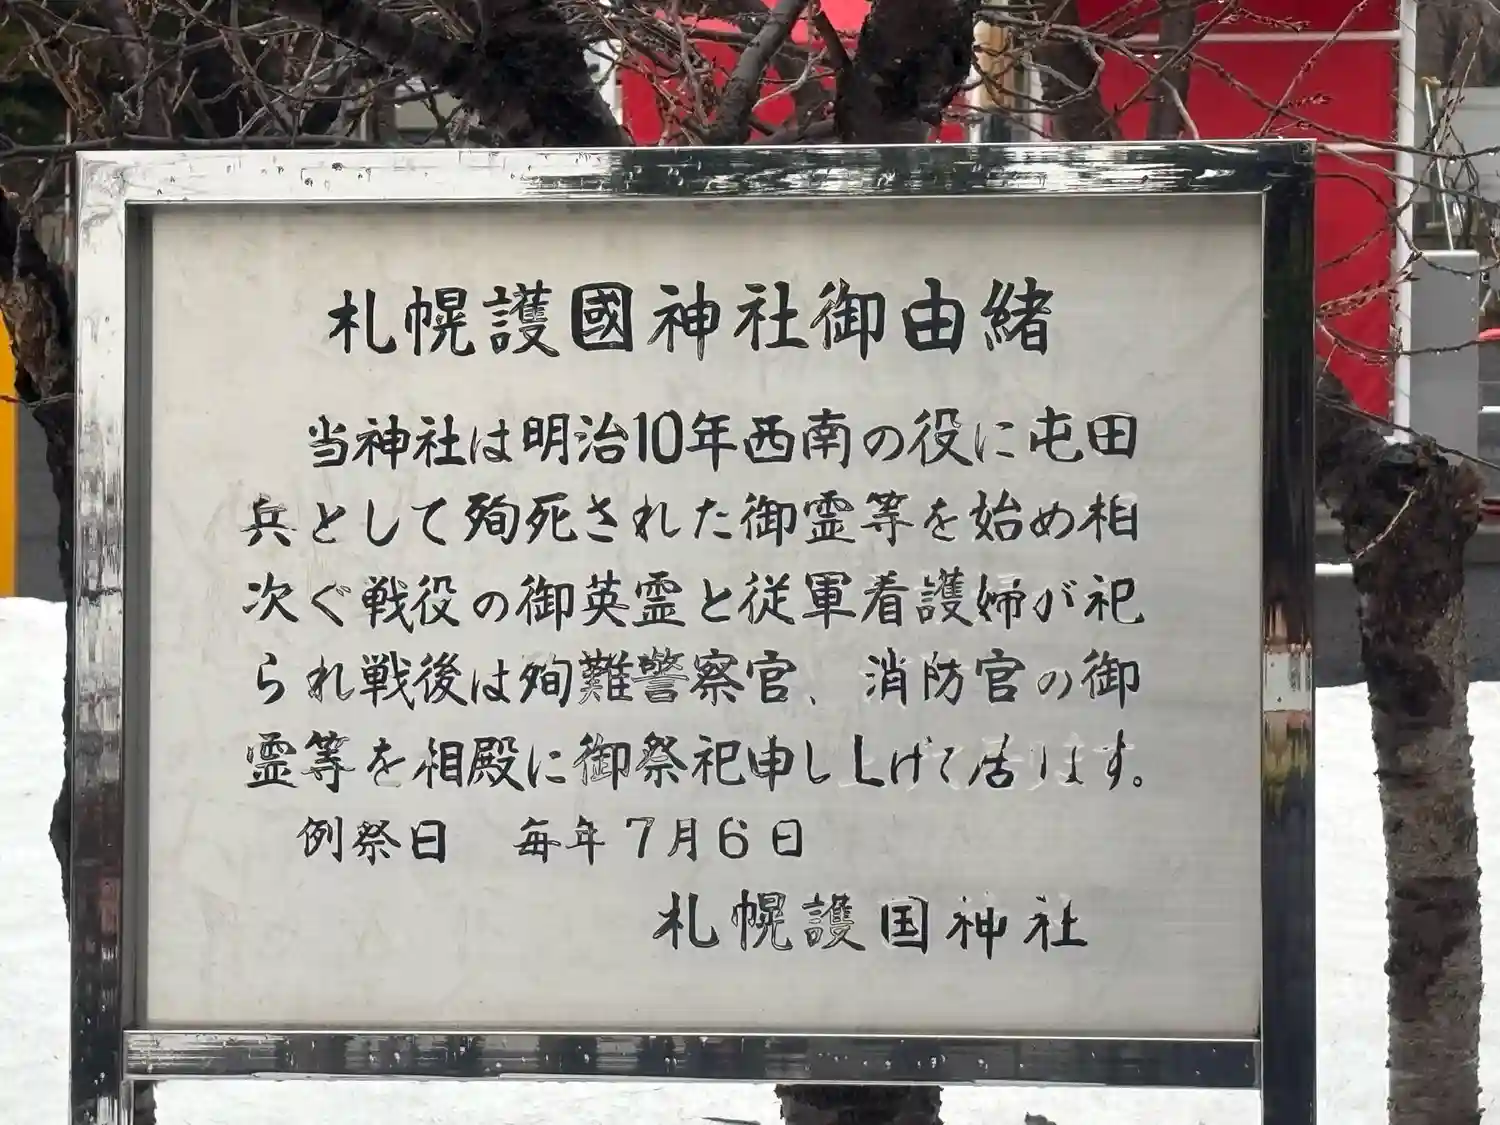 札幌護國神社御由緒
当神社は明治10年西南の役に屯田
兵として殉死された御霊等を始め相
次ぐ戦役の御英霊と従軍看護婦が祀
られ戦後は殉難警察官、消防官の御
霊等を相殿に御祭祀申し上げて居ります。
例祭日 毎年7月6日
札幌護国神社